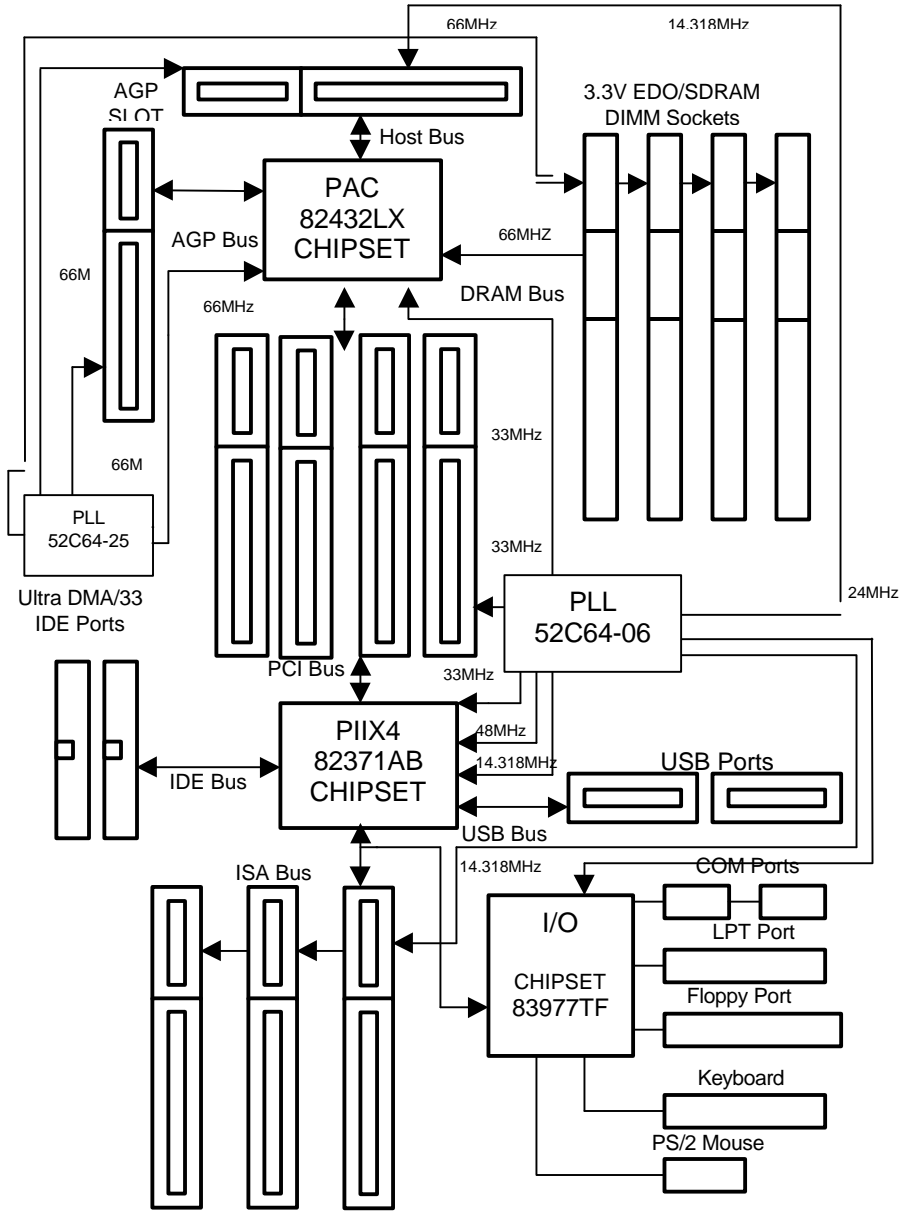 66MHz
14.318MHz
AGP
SLOT
3.3V EDO/SDRAM
DIMM Sockets
Host Bus
PAC
82432LX
CHIPSET
AGP Bus
66MHZ
66M
66MHz
DRAM Bus
33MHz
66M
PLL
52C64-25
33MHz
Ultra DMA/33
IDE Ports
PLL
52C64-06
24MHz
PCI Bus
33MHz
PIIX4
82371AB
CHIPSET
48MHz
14.318MHz
IDE Bus
USB Ports
USB Bus
ISA Bus
14.318MHz
COM Ports
I/O
CHIPSET
83977TF
LPT Port
Floppy Port
Keyboard
PS/2 Mouse